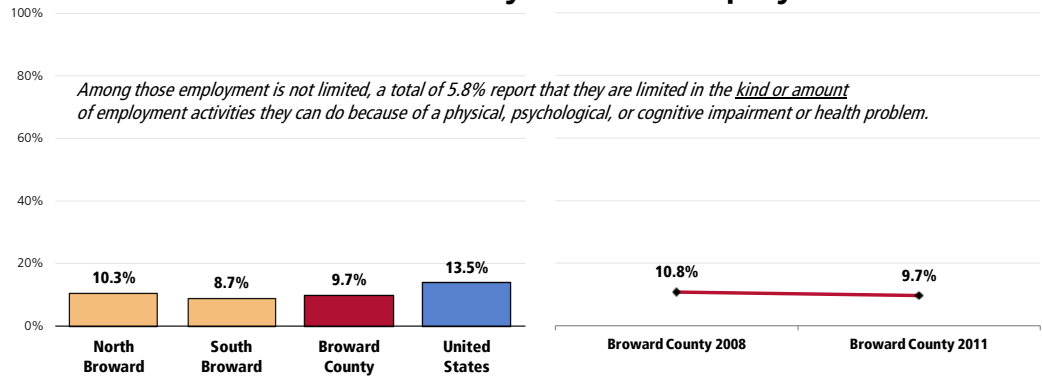 100%
80%
Among those employment is not limited, a total of 5.8% report that they are limited in the kind or amount
of employment activities they can do because of a physical, psychological, or cognitive impairment or health problem.
60%
40%
20%
0%
10.3%
8.7%
9.7%
13.5%
North
Broward
South
Broward
Broward
County
United
States
10.8%
9.7%
Broward County 2008
Broward County 2011